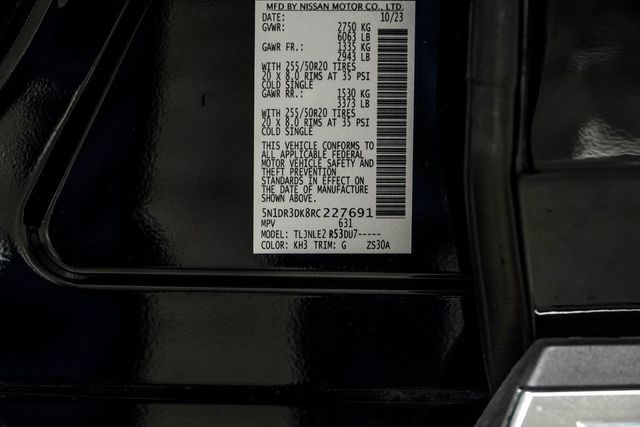 MFD BY NISSAN MOTOR CO., LTD.
DATE: 10/23
GVWR: 2750 KG
6063 LB
GAWR FR.: 1335 KG
2943 LB
WITH 255/50R20 TIRES
20 X 8.0 RIMS AT 35 PSI
COLD SINGLE
GAWR RR.: 1530 KG
3373 LB
WITH 255/50R20 TIRES
20 X 8.0 RIMS AT 35 PSI
COLD SINGLE
THIS VEHICLE CONFORMS TO
ALL APPLICABLE FEDERAL
MOTOR VEHICLE SAFETY AND
THEFT PREVENTION
STANDARDS IN EFFECT ON
THE DATE OF MANUFACTURE
SHOWN ABOVE.
5N1DR3DK8RC227691
MPV 631
MODEL: TLJNLE2 R53DU7-----
COLOR: KH3 TRIM: G ZS30A